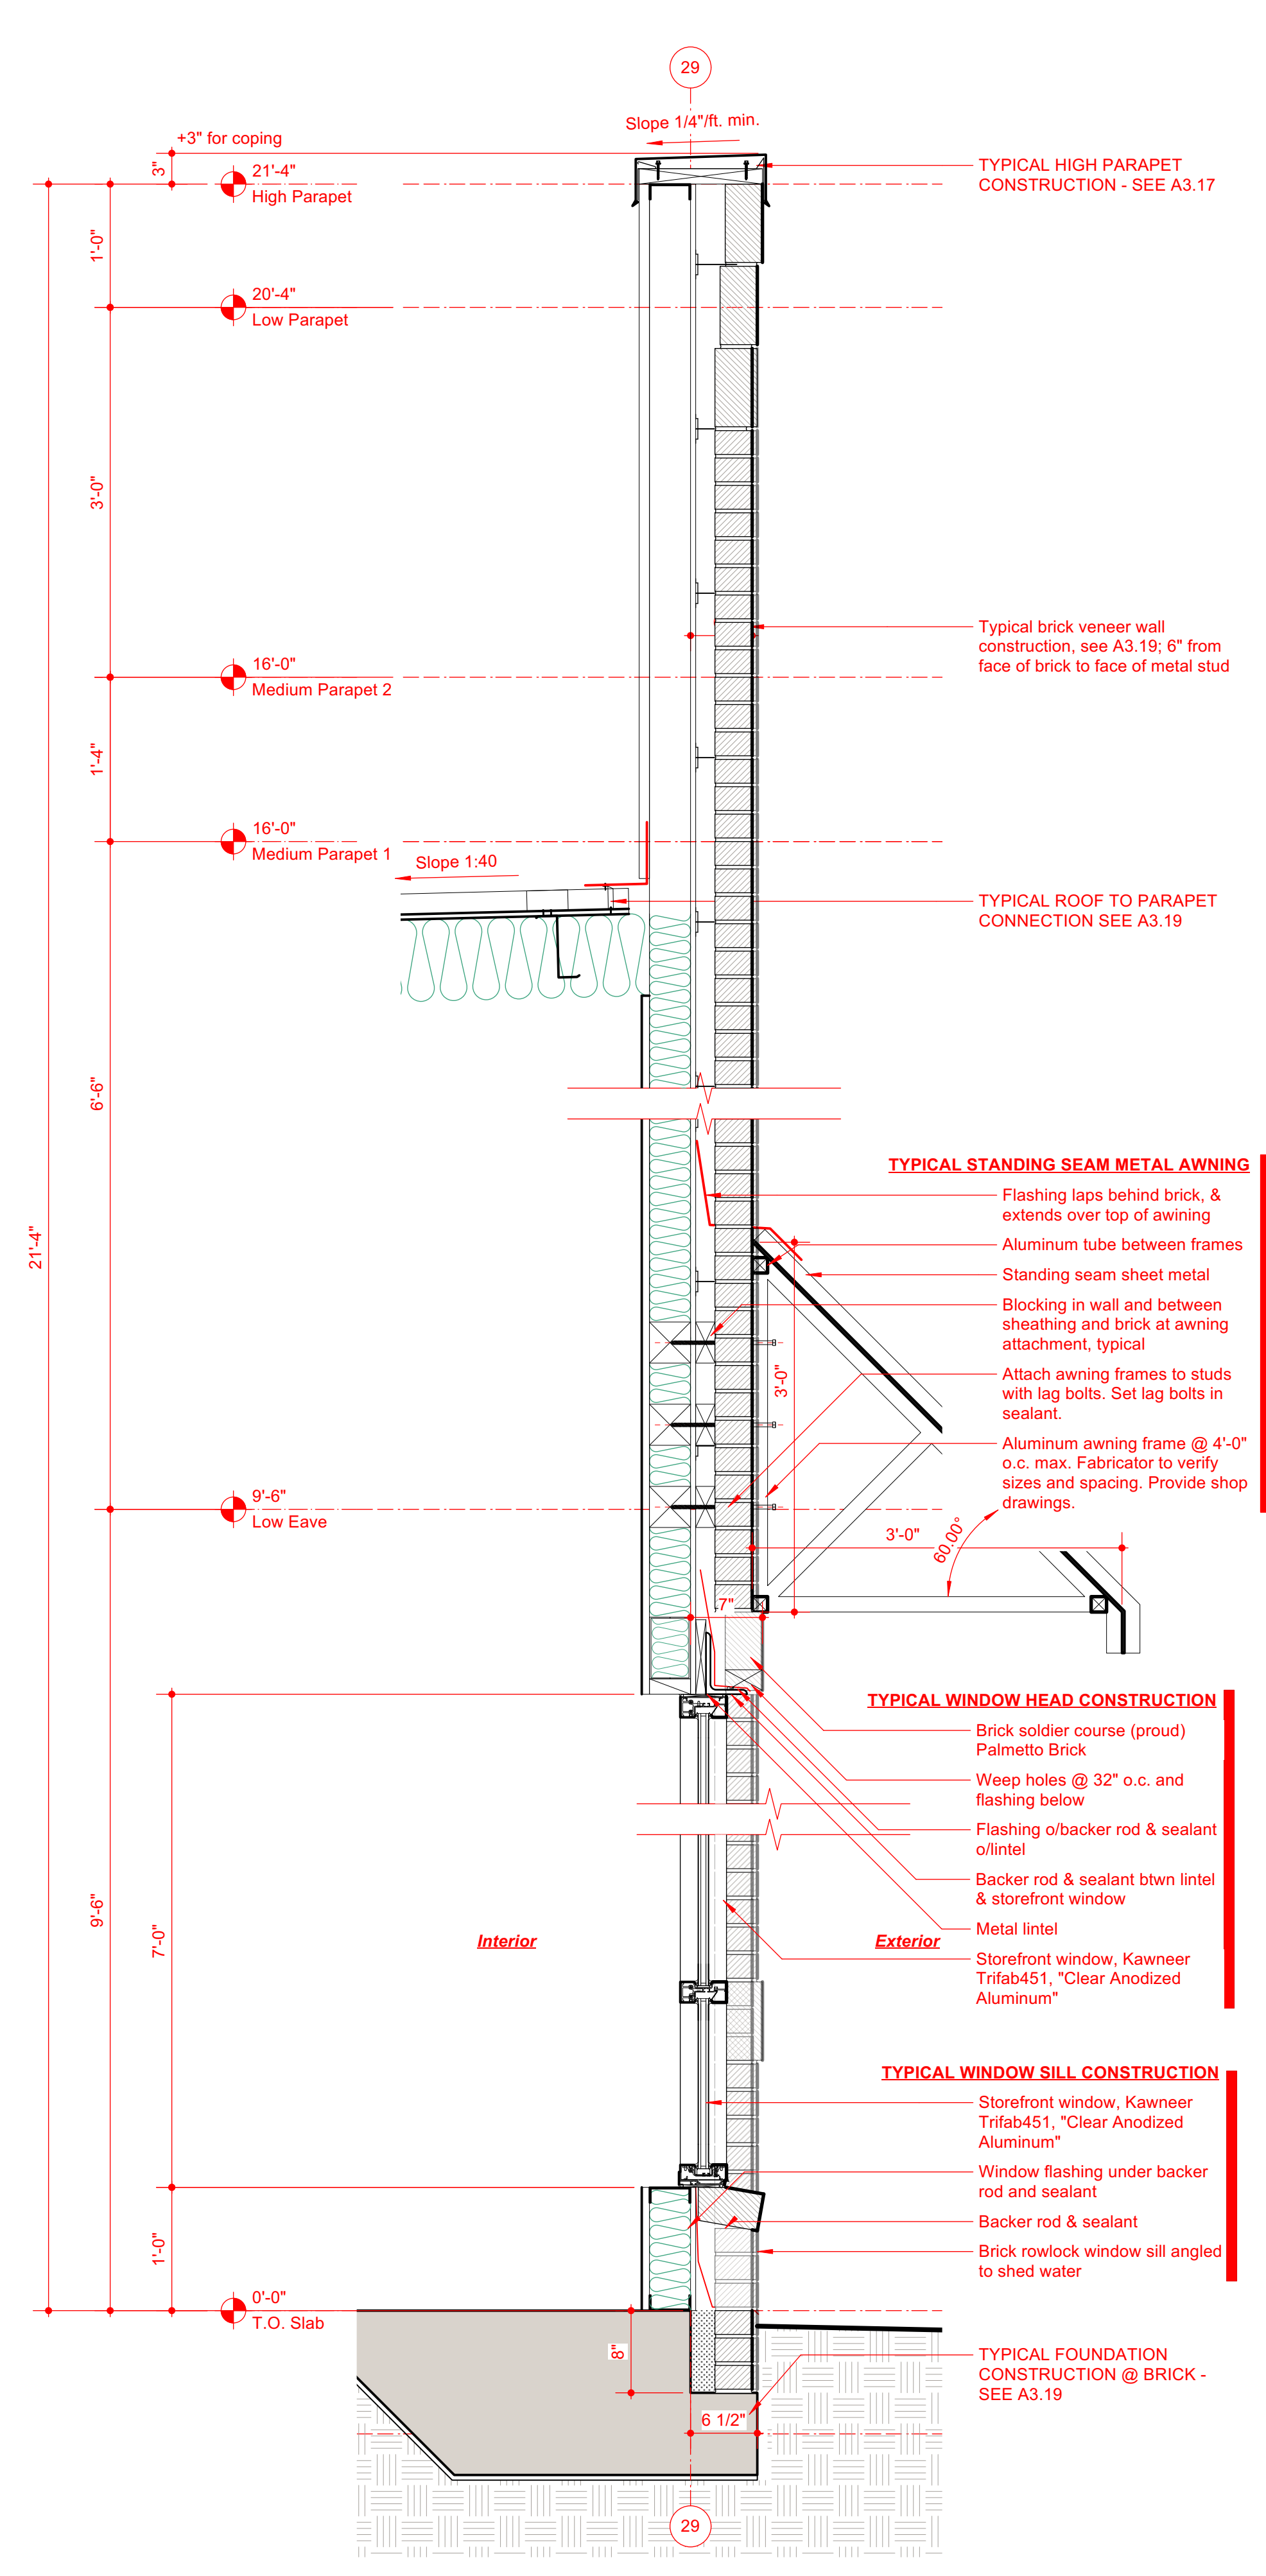 29
Slope 1/4"/ft. min.
+3" for coping
3"
21'-4"
High Parapet
TYPICAL HIGH PARAPET
CONSTRUCTION - SEE A3.17
1'-0"
20'-4"
Low Parapet
3'-0"
Typical brick veneer wall
construction, see A3.19; 6" from
face of brick to face of metal stud
16'-0"
Medium Parapet 2
1'-4"
16'-0"
Medium Parapet 1
Slope 1:40
TYPICAL ROOF TO PARAPET
CONNECTION SEE A3.19
6'-6"
21'-4"
TYPICAL STANDING SEAM METAL AWNING
Flashing laps behind brick, &
extends over top of awining
Aluminum tube between frames
Standing seam sheet metal
Blocking in wall and between
sheathing and brick at awning
attachment, typical
Attach awning frames to studs
with lag bolts. Set lag bolts in
sealant.
Aluminum awning frame @ 4'-0"
o.c. max. Fabricator to verify
sizes and spacing. Provide shop
drawings.
3'-0"
9'-6"
Low Eave
3'-0"
60.00°
7"
TYPICAL WINDOW HEAD CONSTRUCTION
Brick soldier course (proud)
Palmetto Brick
Weep holes @ 32" o.c. and
flashing below
Flashing o/backer rod & sealant
o/lintel
Backer rod & sealant btwn lintel
& storefront window
Metal lintel
Storefront window, Kawneer
Trifab451, "Clear Anodized
Aluminum"
9'-6"
7'-0"
Interior
Exterior
TYPICAL WINDOW SILL CONSTRUCTION
Storefront window, Kawneer
Trifab451, "Clear Anodized
Aluminum"
Window flashing under backer
rod and sealant
Backer rod & sealant
Brick rowlock window sill angled
to shed water
1'-0"
0'-0"
T.O. Slab
8"
TYPICAL FOUNDATION
CONSTRUCTION @ BRICK -
SEE A3.19
6 1/2"
29